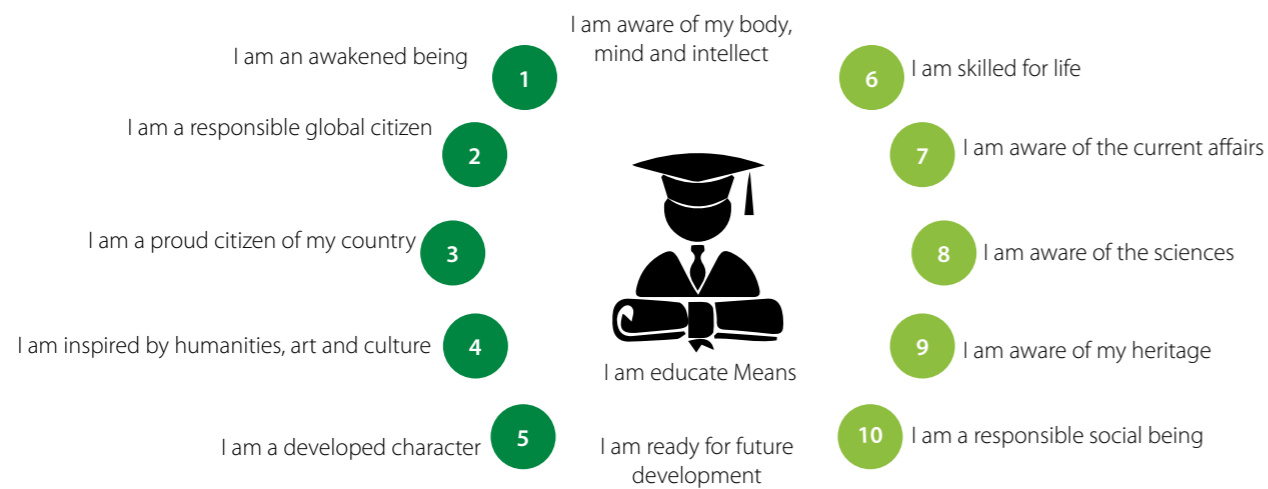 I am aware of my body,
mind and intellect
I am an awakened being
1
I am a responsible global citizen
2
I am a proud citizen of my country
3
I am inspired by humanities, art and culture
4
I am a developed character
5
6
I am skilled for life
7
I am aware of the current affairs
8
I am aware of the sciences
9
I am aware of my heritage
10
I am a responsible social being
I am educate Means
I am ready for future
development